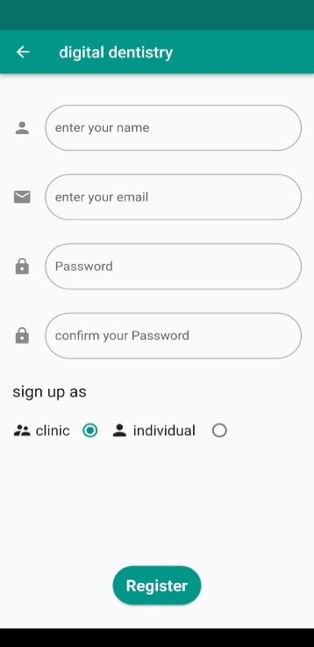 digital dentistry
enter your name
enter your email
Password
confirm your Password
sign up as
clinic individual
Register